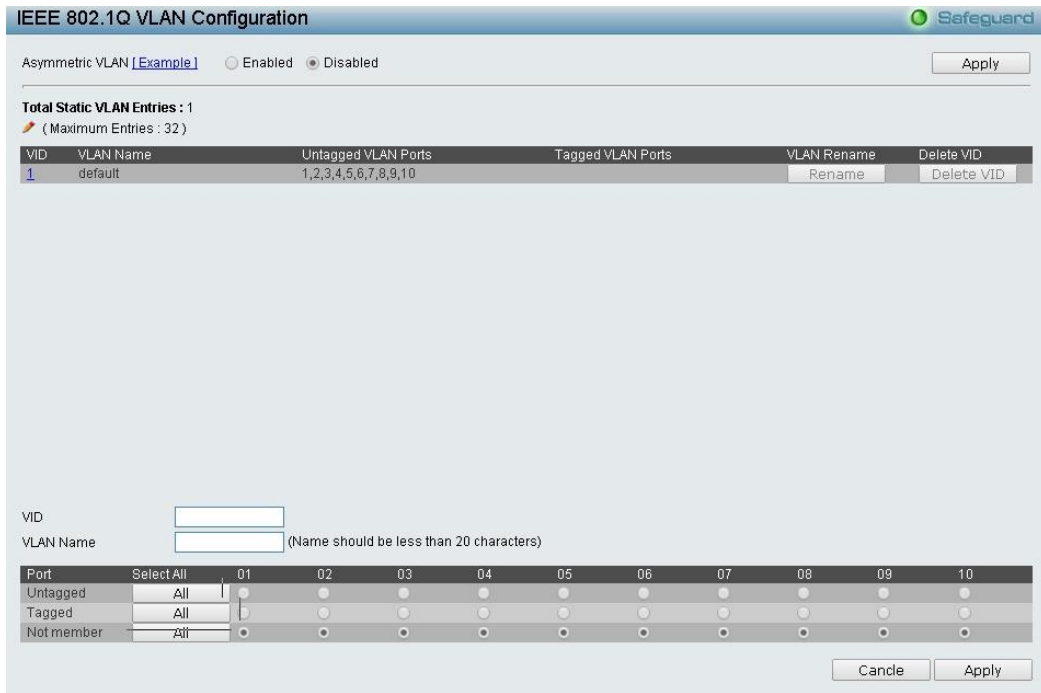 IEEE 802.1Q VLAN Configuration Safeguard
Asymmetric VLAN [ Example ] Enabled Disabled Apply
Total Static VLAN Entries : 1
( Maximum Entries : 32 )
VID VLAN Name Untagged VLAN Ports Tagged VLAN Ports VLAN Rename Delete VID
1 default 1,2,3,4,5,6,7,8,9,10 Rename Delete VID
VID
VLAN Name (Name should be less than 20 characters)
Port Select All 01 02 03 04 05 06 07 08 09 10
Untagged All
Tagged All
Not member All
Cancle Apply